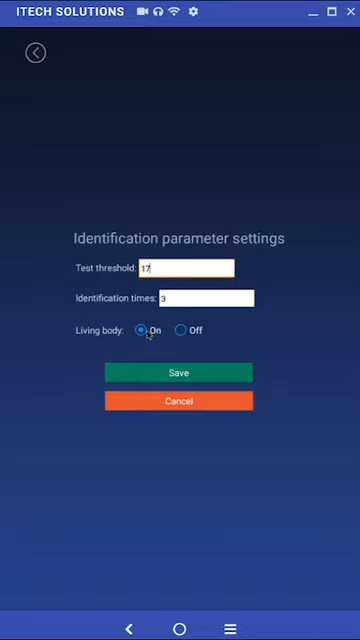 ITECH SOLUTIONS
Identification parameter settings
Test threshold: 17
Identification times: 3
Living body: On Off
Save
Cancel